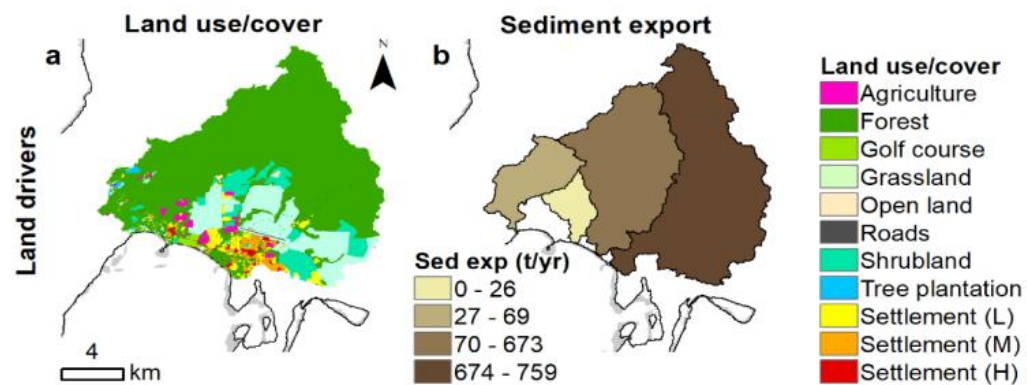 Land use/cover
Sediment export
a
N
b
Land drivers
4
km
Sed exp (t/yr)
0 - 26
27 - 69
70 - 673
674 - 759
Land use/cover
Agriculture
Forest
Golf course
Grassland
Open land
Roads
Shrubland
Tree plantation
Settlement (L)
Settlement (M)
Settlement (H)